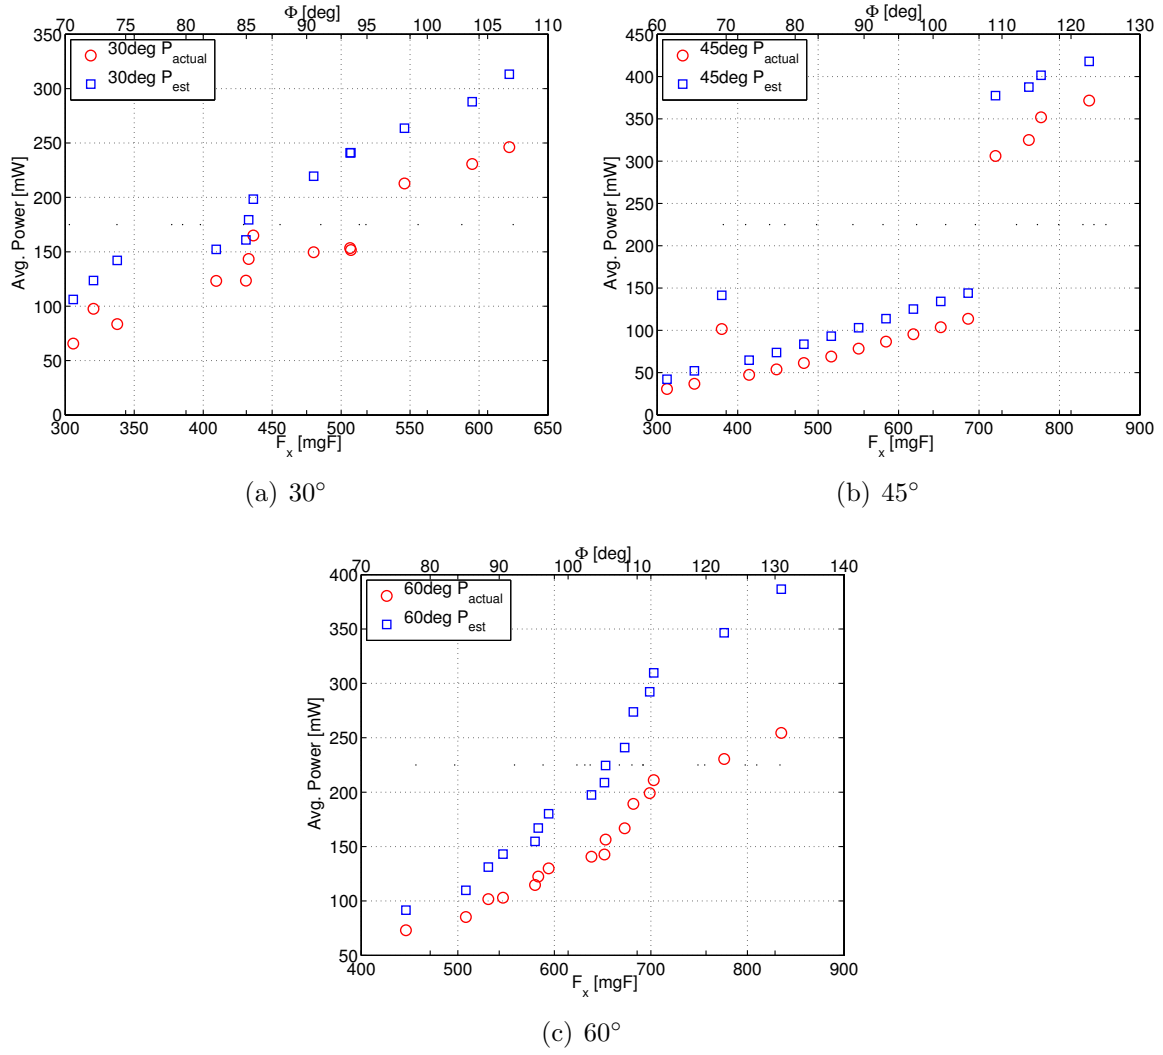 Φ [deg]
70 75 80 85 90 95 100 105 110
30deg P_actual
30deg P_est
350
300
250
200
150
100
50
0
Avg. Power [mW]
300 350 400 450 500 550 600 650
F_x [mgF]
(a) 30°
Φ [deg]
60 70 80 90 100 110 120 130
45deg P_actual
45deg P_est
450
400
350
300
250
200
150
100
50
0
Avg. Power [mW]
300 400 500 600 700 800 900
F_x [mgF]
(b) 45°
Φ [deg]
70 80 90 100 110 120 130 140
60deg P_actual
60deg P_est
400
350
300
250
200
150
100
50
Avg. Power [mW]
400 500 600 700 800 900
F_x [mgF]
(c) 60°